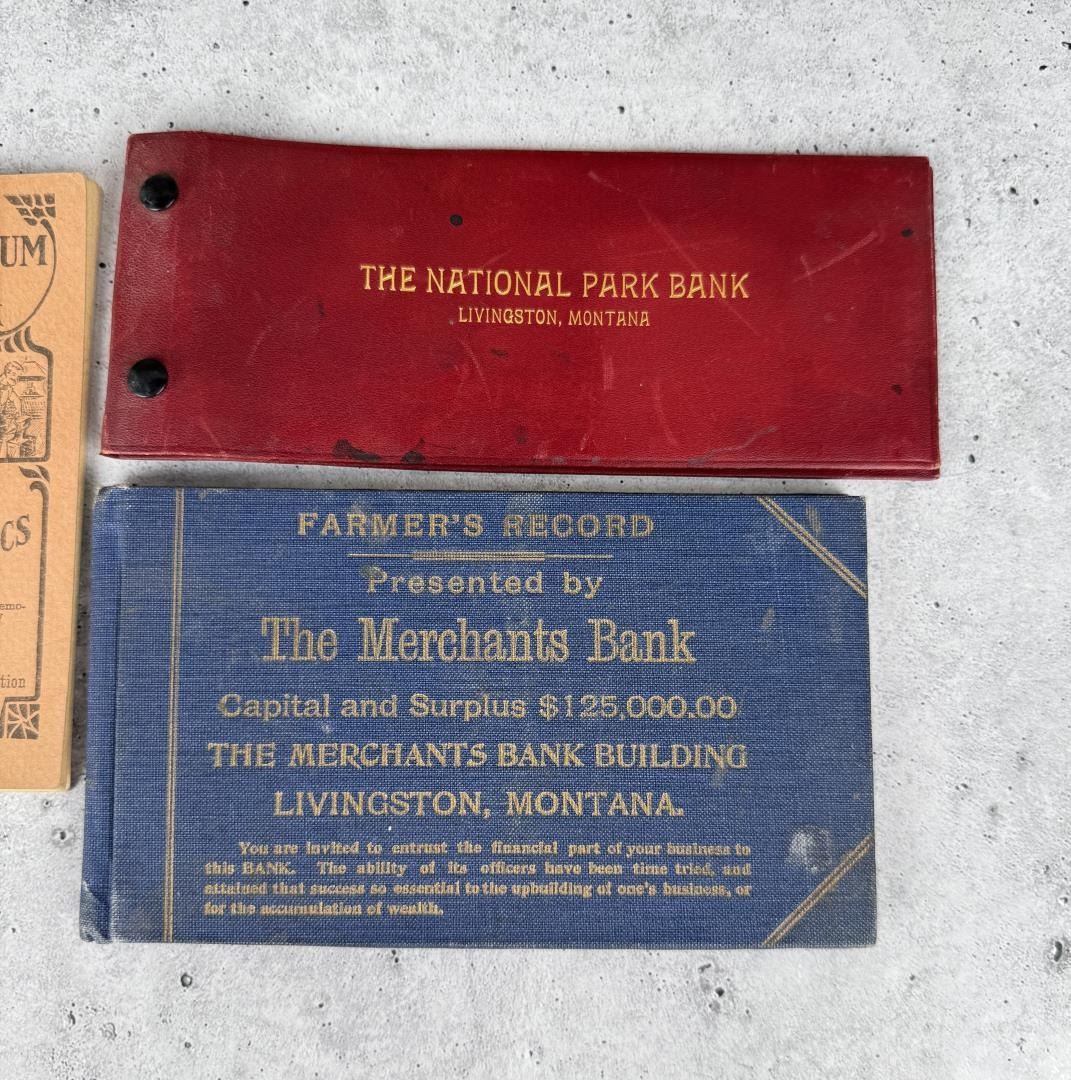 UM
CS
emo-
tion
THE NATIONAL PARK BANK
LIVINGSTON, MONTANA
FARMER'S RECORD
Presented by
The Merchants Bank
Capital and Surplus $125,000.00
THE MERCHANTS BANK BUILDING
LIVINGSTON, MONTANA.
You are invited to entrust the financial part of your business to
this BANK. The ability of its officers have been time tried, and
attained that success so essential to the upbuilding of one's business, or
for the accumulation of wealth.